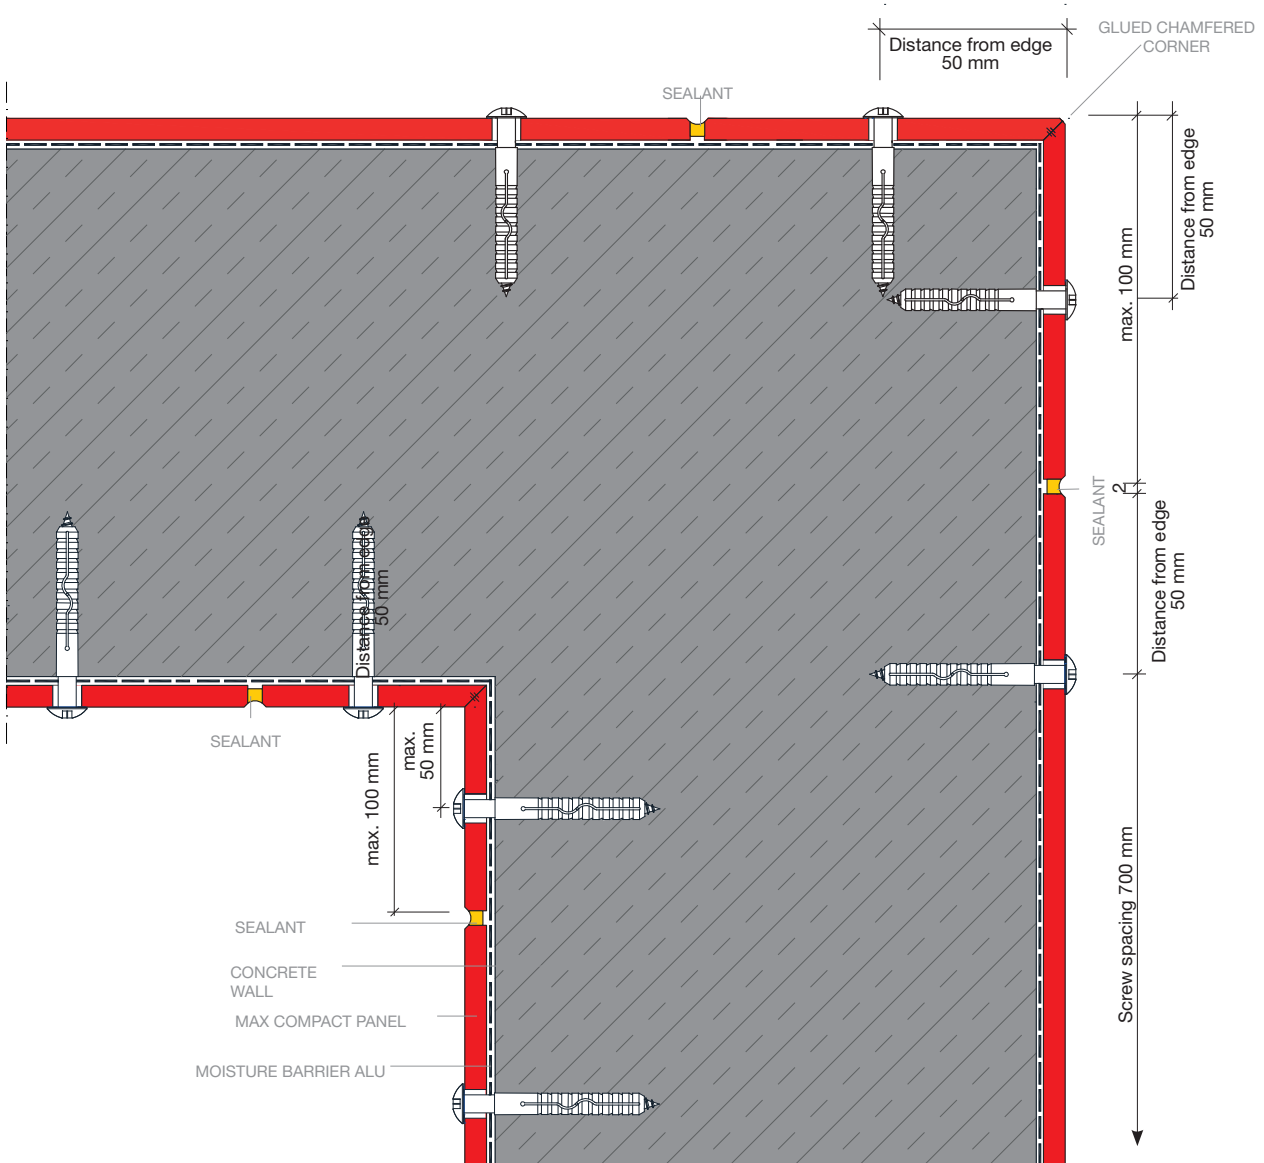 Distance from edge
50 mm
GLUED CHAMFERED
CORNER
SEALANT
Distance from edge
50 mm
max. 100 mm
SEALANT
2
Distance from edge
50 mm
Distance from edge
50 mm
SEALANT
max.
50 mm
max. 100 mm
Screw spacing 700 mm
SEALANT
CONCRETE
WALL
MAX COMPACT PANEL
MOISTURE BARRIER ALU